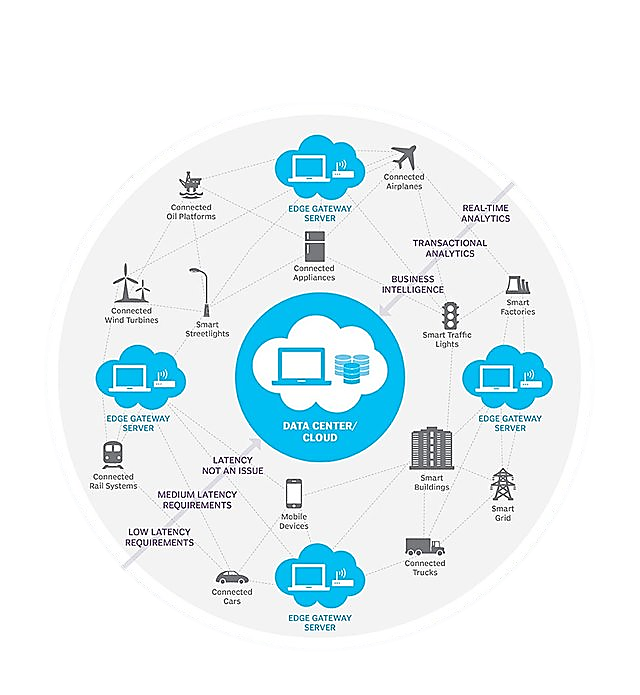 Connected
Airplanes
Connected
Oil Platforms
EDGE GATEWAY
SERVER
REAL-TIME
ANALYTICS
TRANSACTIONAL
ANALYTICS
Connected
Appliances
BUSINESS
INTELLIGENCE
Connected
Wind Turbines
Smart
Streetlights
Smart
Factories
Smart Traffic
Lights
EDGE GATEWAY
SERVER
DATA CENTER/
CLOUD
EDGE GATEWAY
SERVER
LATENCY
NOT AN ISSUE
Connected
Rail Systems
Smart
Buildings
MEDIUM LATENCY
REQUIREMENTS
Mobile
Devices
Smart
Grid
LOW LATENCY
REQUIREMENTS
Connected
Trucks
Connected
Cars
EDGE GATEWAY
SERVER